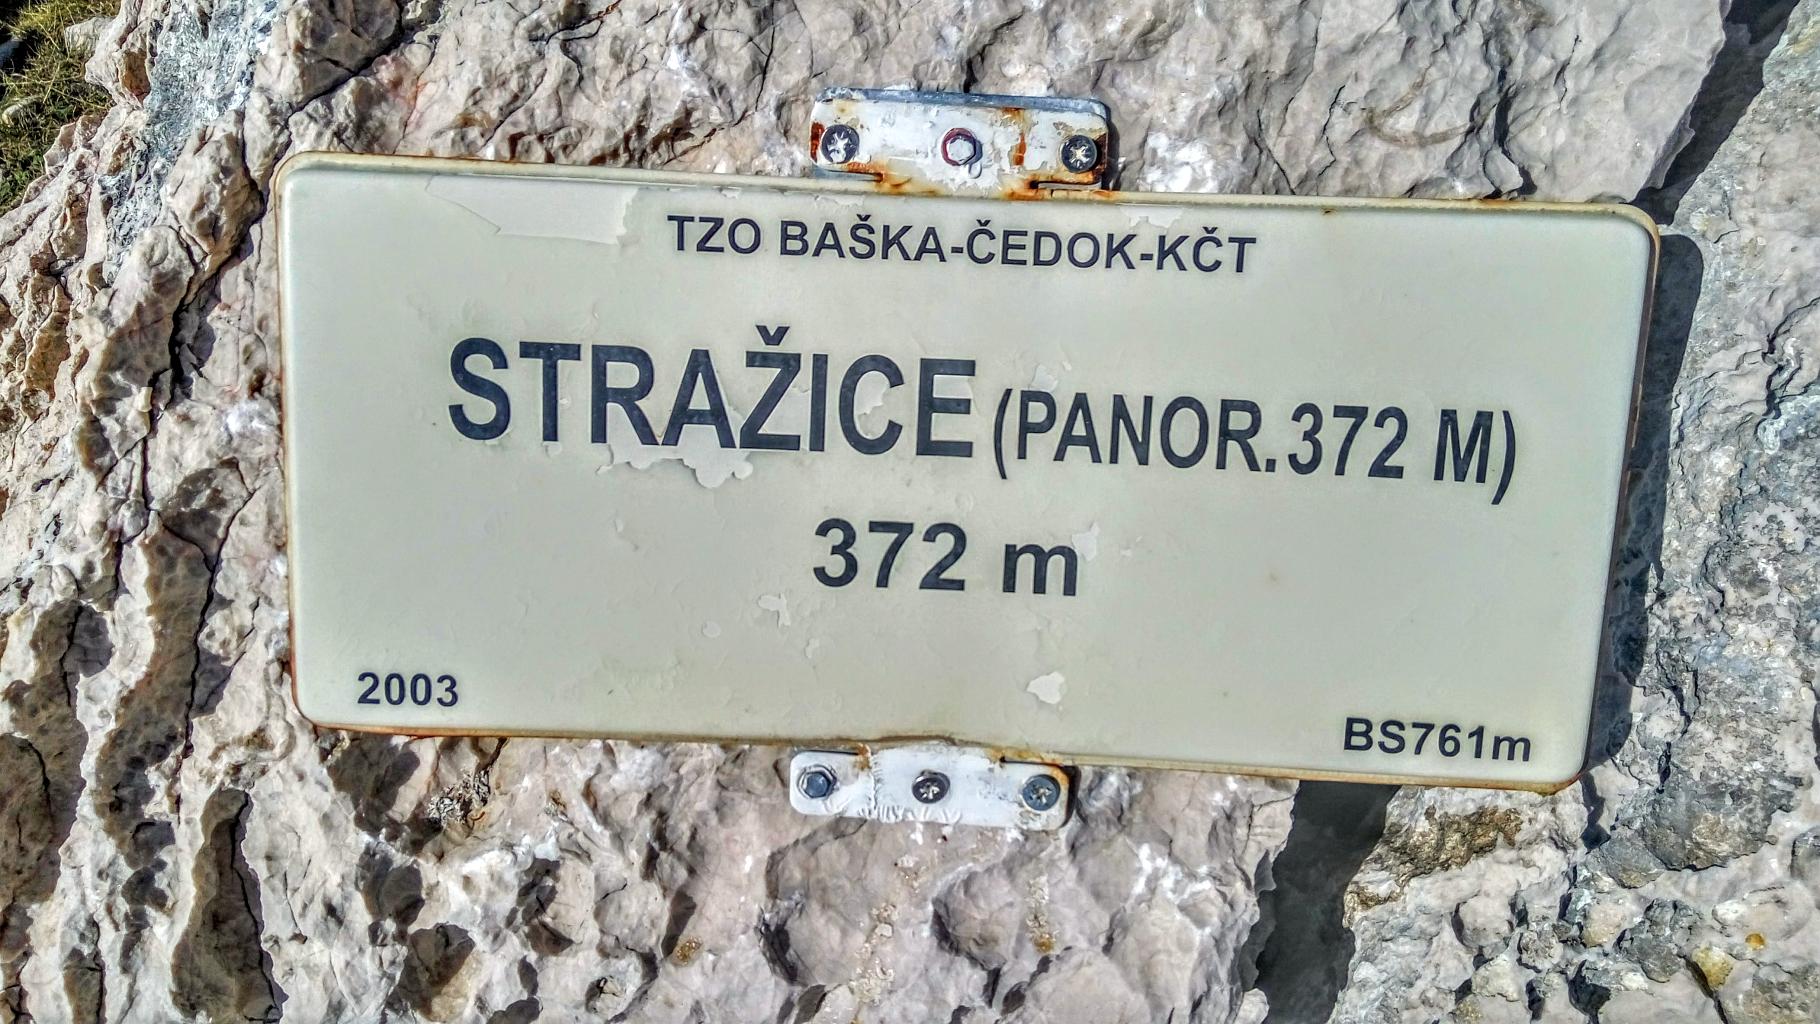 TZO BAŠKA-ČEDOK-KČT
STRAŽICE (PANOR.372 M)
372 m
2003
BS761m